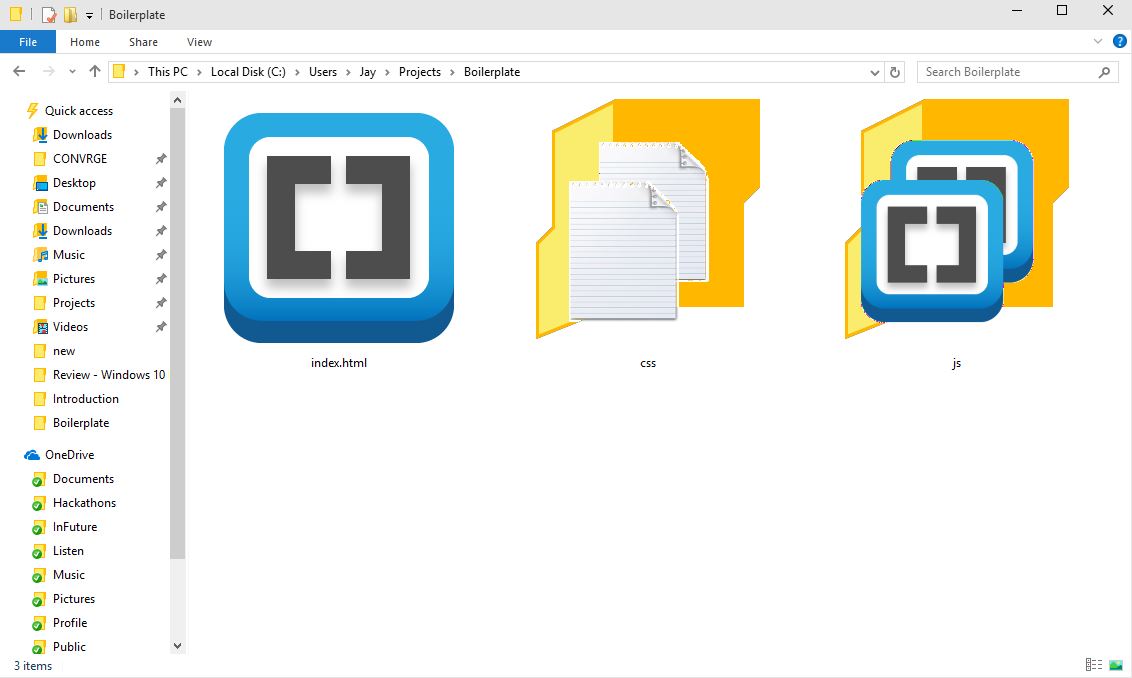 Boilerplate
File Home Share View
This PC > Local Disk (C:) > Users > Jay > Projects > Boilerplate
Search Boilerplate
Quick access
Downloads
CONVRGE
Desktop
Documents
Downloads
Music
Pictures
Projects
Videos
new
Review - Windows 10
Introduction
Boilerplate
OneDrive
Documents
Hackathons
InFuture
Listen
Music
Pictures
Profile
Public
index.html
css
js
3 items